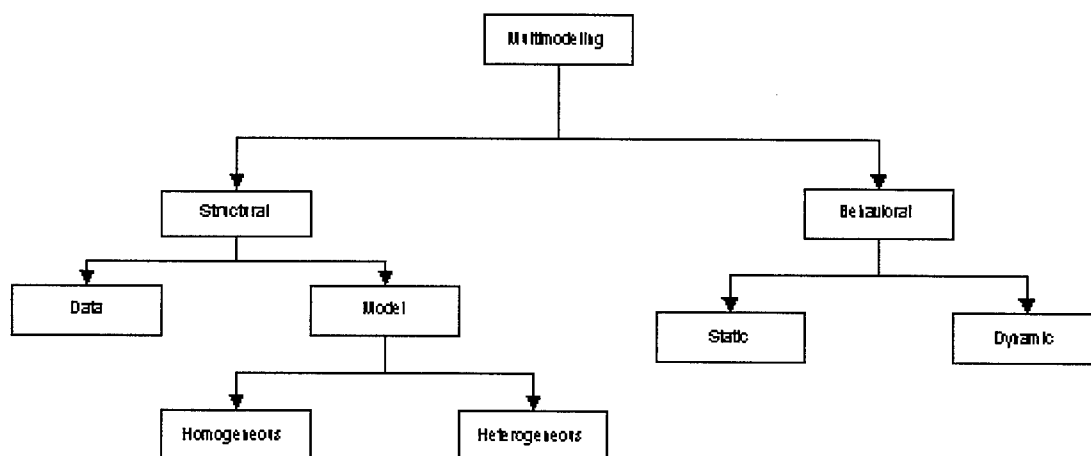 Multimodeling
Structural
Behavioral
Data
Model
Static
Dynamic
Homogeneous
Heterogeneous